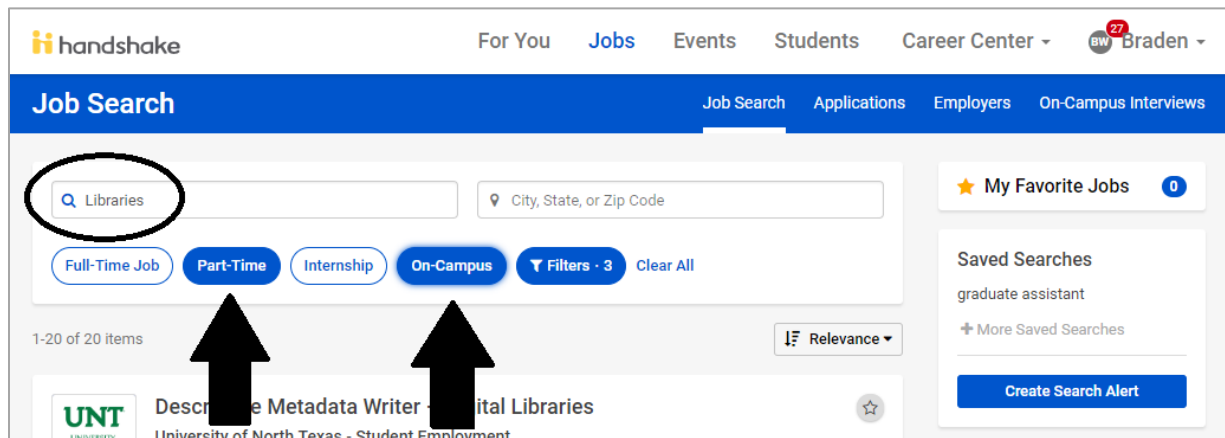 handshake For You Jobs Events Students Career Center BW 27 Braden
Job Search Job Search Applications Employers On-Campus Interviews
Libraries City, State, or Zip Code
Full-Time Job Part-Time Internship On-Campus Filters · 3 Clear All
1-20 of 20 items Relevance
UNT Metadata Writer Libraries
UNIVERSITY University of North Texas - Student Employment
My Favorite Jobs 0
Saved Searches
graduate assistant
+ More Saved Searches
Create Search Alert